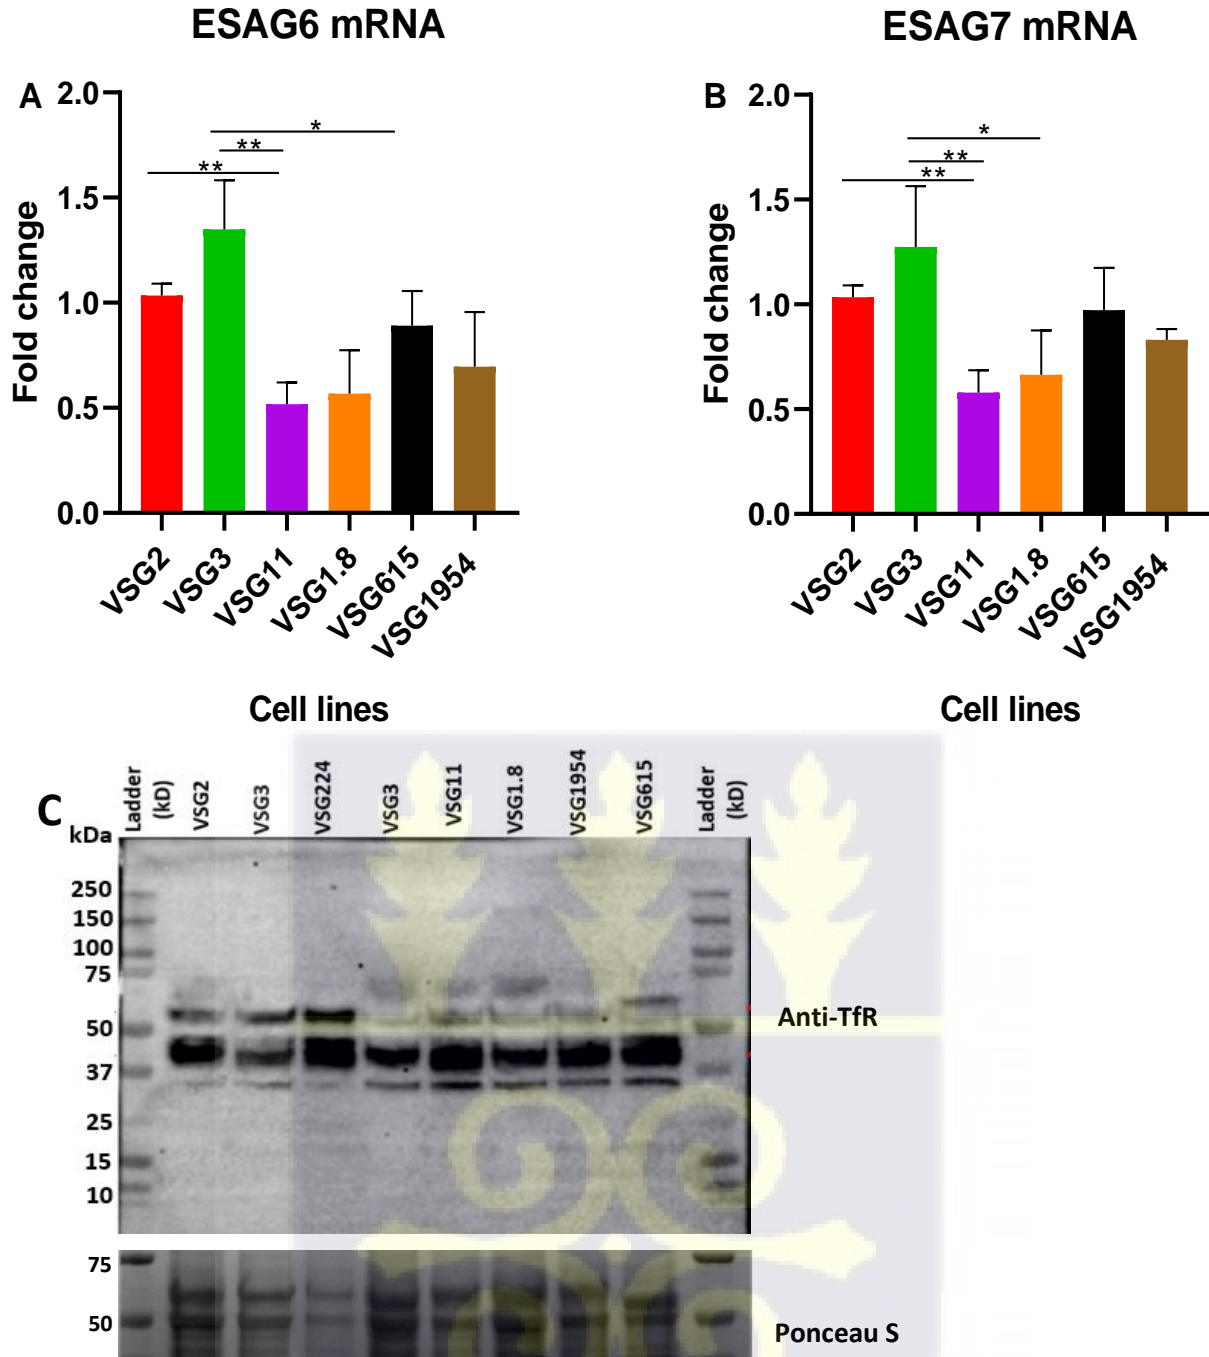 ESAG6 mRNA
ESAG7 mRNA
A
2.0
1.5
1.0
0.5
0.0
Fold change
*
**
**
VSG2
VSG3
VSG11
VSG1.8
VSG615
VSG1954
Cell lines
B
2.0
1.5
1.0
0.5
0.0
Fold change
*
**
**
VSG2
VSG3
VSG11
VSG1.8
VSG615
VSG1954
Cell lines
C
kDa
Ladder
(kD)
VSG2
VSG3
VSG224
VSG3
VSG11
VSG1.8
VSG1954
VSG615
Ladder
(kD)
250
150
100
75
50
37
25
15
10
Anti-TfR
75
50
Ponceau S